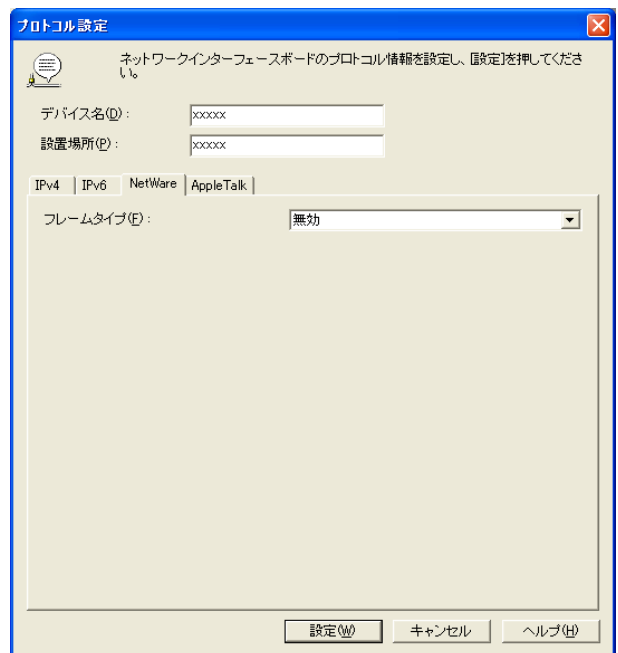 プロトコル設定
ネットワークインターフェースボードのプロトコル情報を設定し、[設定]を押してくださ
い。
デバイス名(D)： xxxxx
設置場所(P)： xxxxx
IPv4 IPv6 NetWare AppleTalk
フレームタイプ(F)： 無効
設定(W) キャンセル ヘルプ(H)